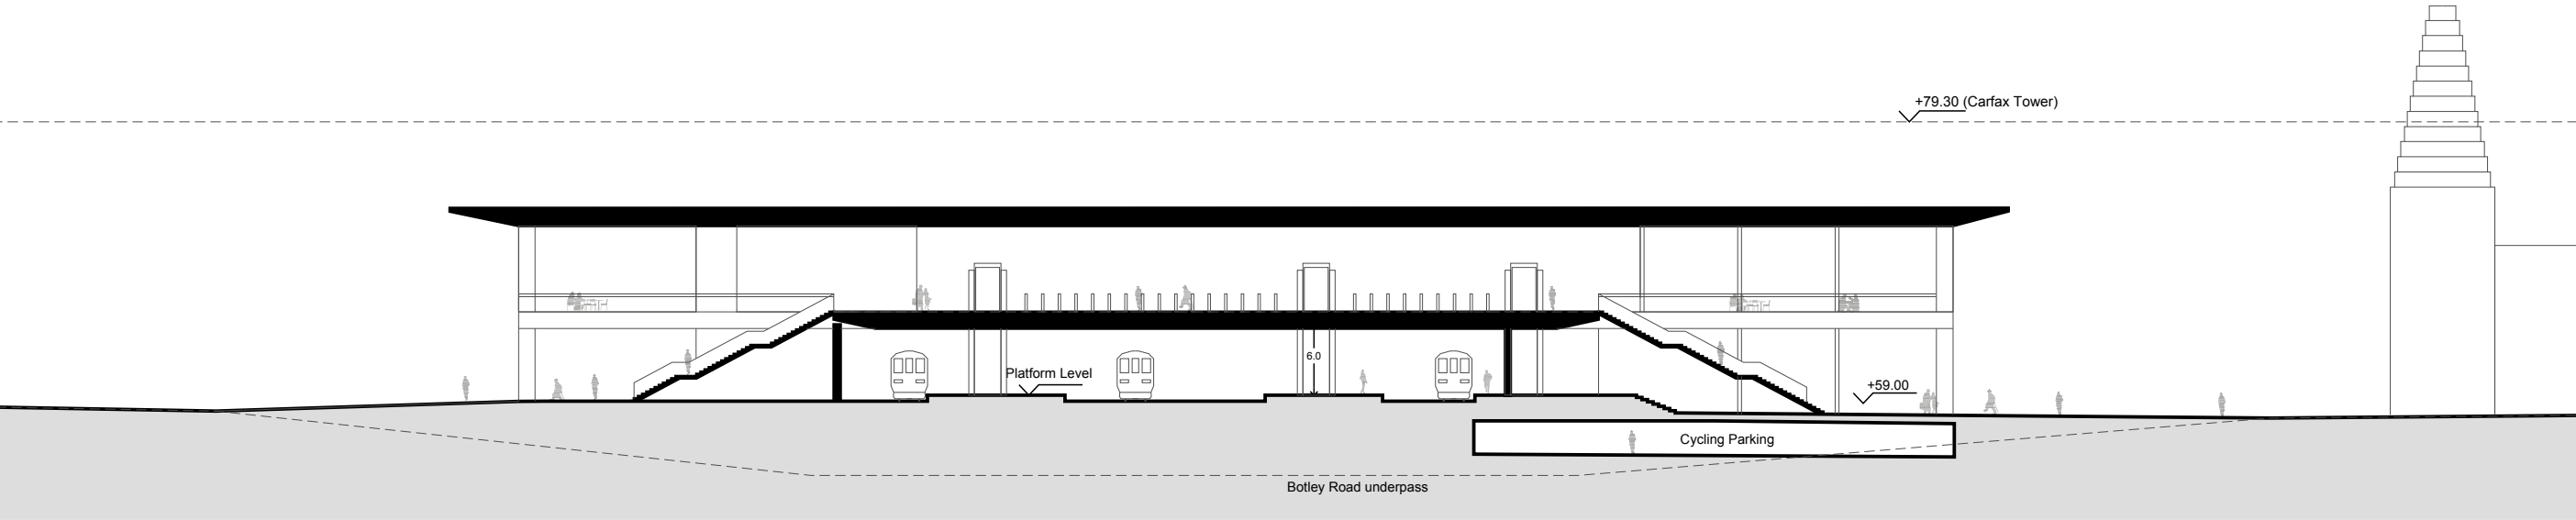 +79.30 (Carfax Tower)
6.0
Platform Level
+59.00
Cycling Parking
Botley Road underpass